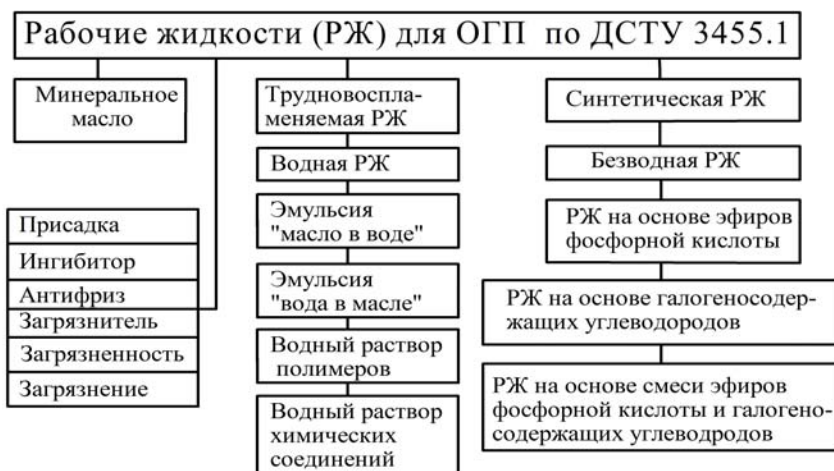 Рабочие жидкости (РЖ) для ОГП по ДСТУ 3455.1
Минеральное
масло
Присадка
Ингибитор
Антифриз
Загрязнитель
Загрязненность
Загрязнение
Трудновоспла-
меняемая РЖ
Водная РЖ
Эмульсия
"масло в воде"
Эмульсия
"вода в масле"
Водный раствор
полимеров
Водный раствор
химических
соединений
Синтетическая РЖ
Безводная РЖ
РЖ на основе эфиров
фосфорной кислоты
РЖ на основе галогеносодер-
жащих углеводородов
РЖ на основе смеси эфиров
фосфорной кислоты и галогено-
содержащих углеводродов